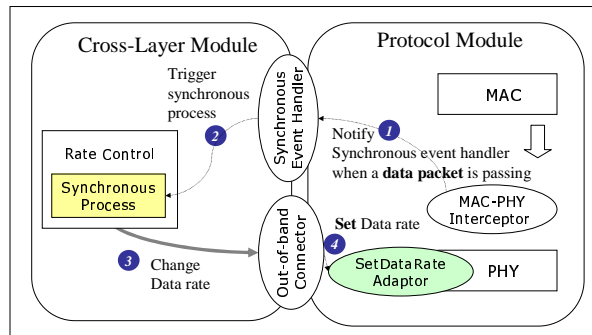 Cross-Layer Module
Protocol Module
Trigger
synchronous
process
2
Synchronous
Event Handler
1
Notify
Synchronous event handler
when a data packet is passing
MAC
Rate Control
Synchronous
Process
MAC-PHY
Interceptor
3
Change
Data rate
Out-of-band
Connector
Set Data rate
4
SetDataRate
Adaptor
PHY